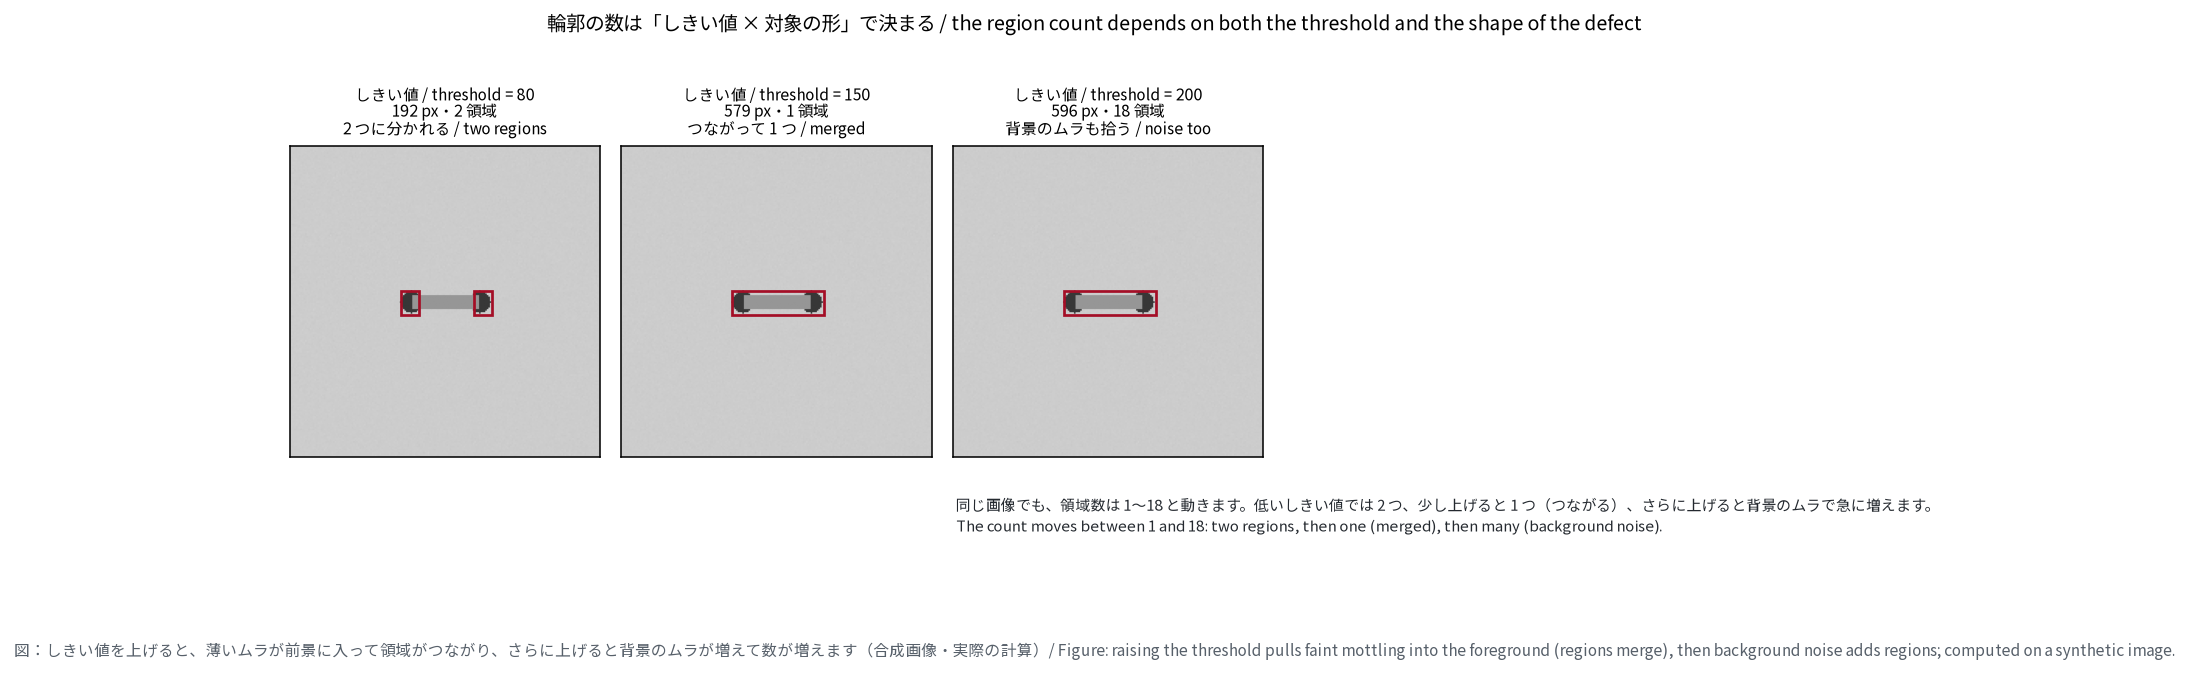 輪郭の数は「しきい値 × 対象の形」で決まる / the region count depends on both the threshold and the shape of the defect
しきい値 / threshold = 80
192 px・2 領域
2 つに分かれる / two regions
しきい値 / threshold = 150
579 px・1 領域
つながって 1 つ / merged
しきい値 / threshold = 200
596 px・18 領域
背景のムラも拾う / noise too
同じ画像でも、領域数は 1〜18 と動きます。低いしきい値では 2 つ、少し上げると 1 つ（つながる）、さらに上げると背景のムラで急に増えます。
The count moves between 1 and 18: two regions, then one (merged), then many (background noise).
図：しきい値を上げると、薄いムラが前景に入って領域がつながり、さらに上げると背景のムラが増えて数が増えます（合成画像・実際の計算）/ Figure: raising the threshold pulls faint mottling into the foreground (regions merge), then background noise adds regions; computed on a synthetic image.